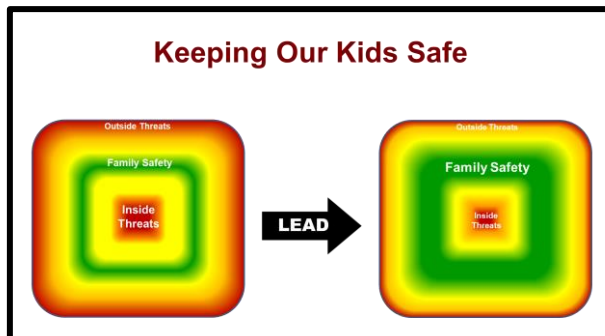 Keeping Our Kids Safe
Outside Threats
Family Safety
Inside
Threats
LEAD
Outside Threats
Family Safety
Inside
Threats